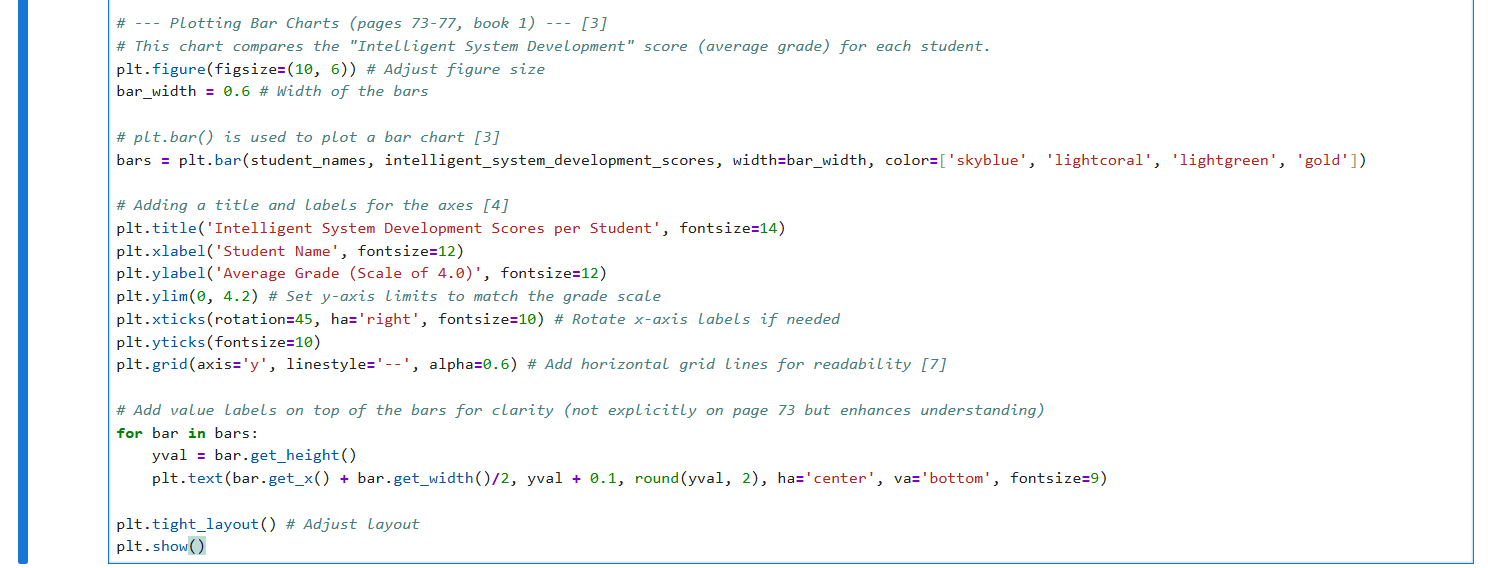 # --- Plotting Bar Charts (pages 73-77, book 1) --- [3]
# This chart compares the "Intelligent System Development" score (average grade) for each student.
plt.figure(figsize=(10, 6)) # Adjust figure size
bar_width = 0.6 # Width of the bars

# plt.bar() is used to plot a bar chart [3]
bars = plt.bar(student_names, intelligent_system_development_scores, width=bar_width, color=['skyblue', 'lightcoral', 'lightgreen', 'gold'])

# Adding a title and labels for the axes [4]
plt.title('Intelligent System Development Scores per Student', fontsize=14)
plt.xlabel('Student Name', fontsize=12)
plt.ylabel('Average Grade (Scale of 4.0)', fontsize=12)
plt.ylim(0, 4.2) # Set y-axis limits to match the grade scale
plt.xticks(rotation=45, ha='right', fontsize=10) # Rotate x-axis labels if needed
plt.yticks(fontsize=10)
plt.grid(axis='y', linestyle='--', alpha=0.6) # Add horizontal grid lines for readability [7]

# Add value labels on top of the bars for clarity (not explicitly on page 73 but enhances understanding)
for bar in bars:
    yval = bar.get_height()
    plt.text(bar.get_x() + bar.get_width()/2, yval + 0.1, round(yval, 2), ha='center', va='bottom', fontsize=9)

plt.tight_layout() # Adjust layout
plt.show()